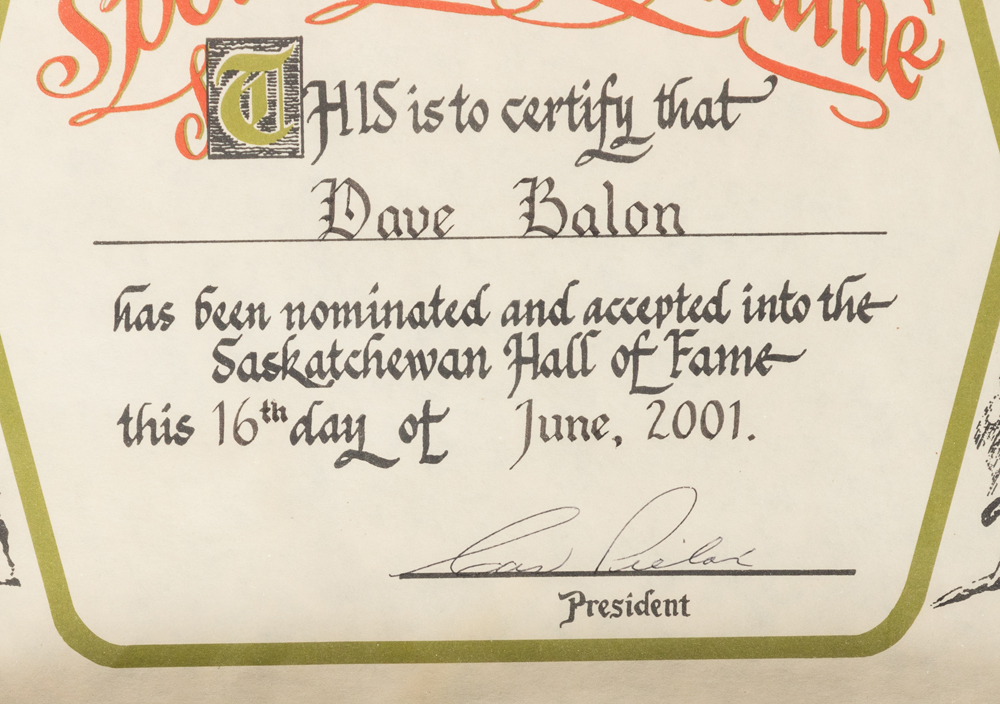 THIS is to certify that
Dave Balon
has been nominated and accepted into the
Saskatchewan Hall of Fame
this 16th day of June, 2001.
President